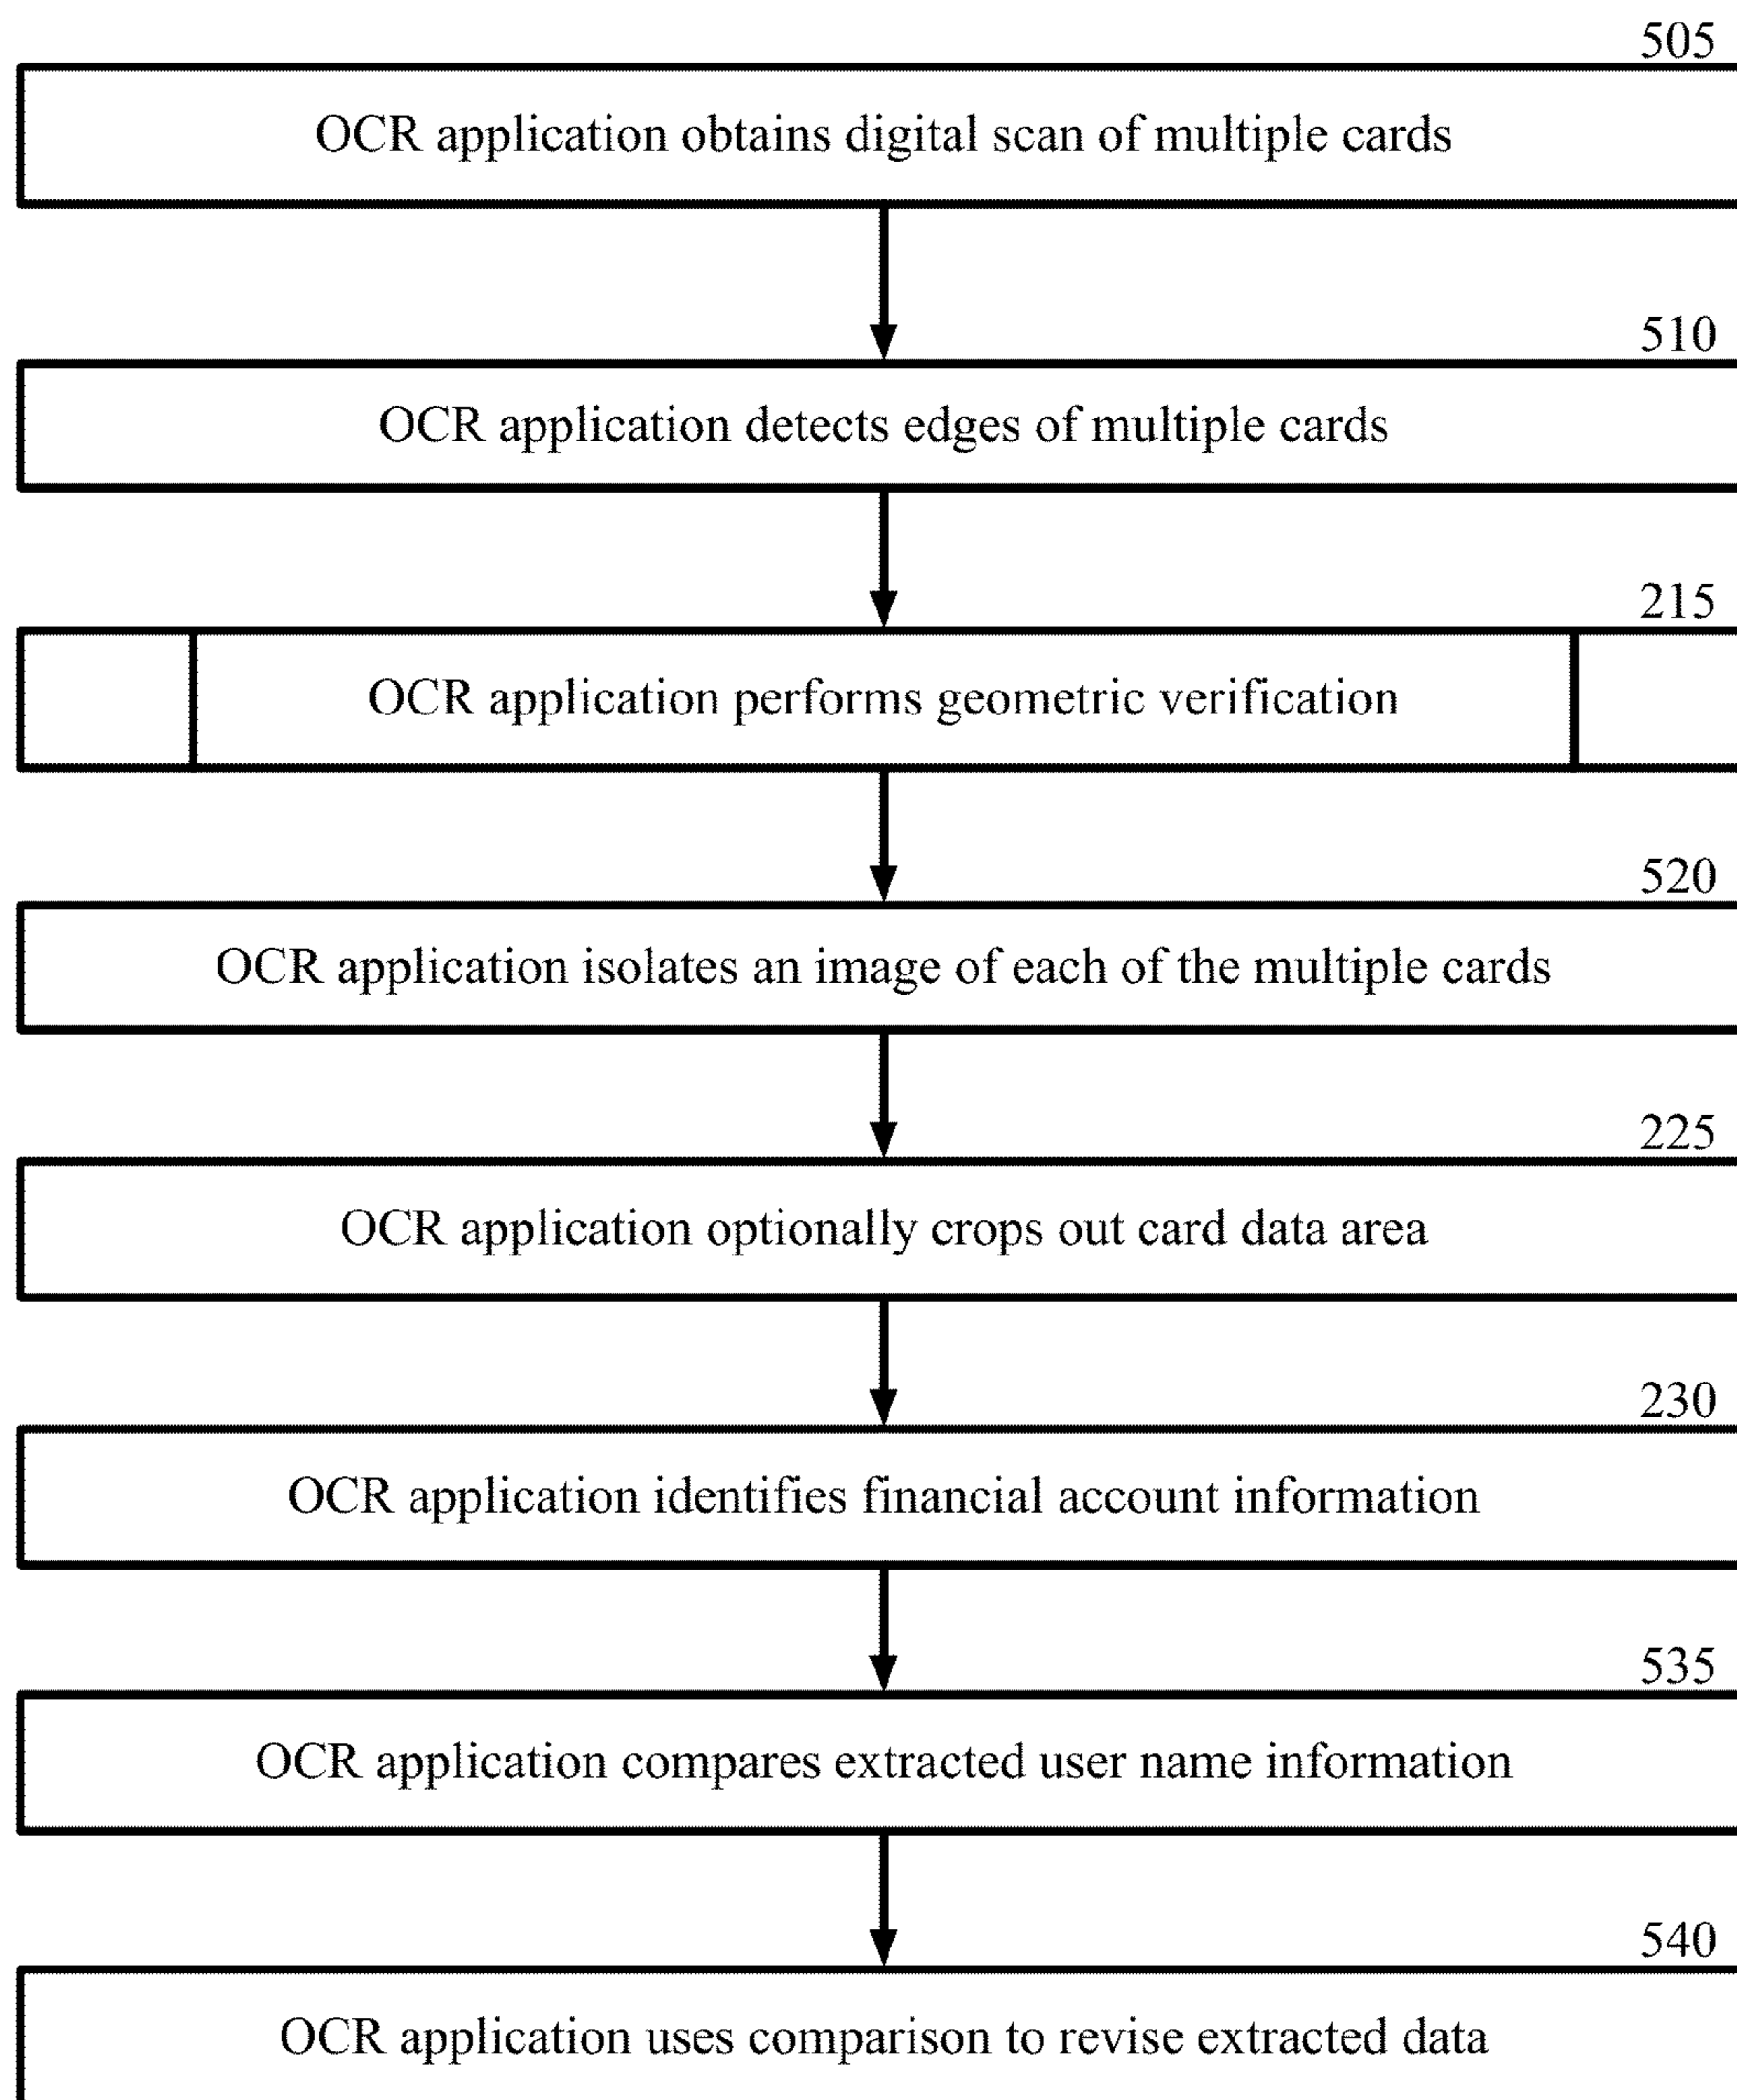 505
OCR application obtains digital scan of multiple cards
510
OCR application detects edges of multiple cards
215
OCR application performs geometric verification
520
OCR application isolates an image of each of the multiple cards
225
OCR application optionally crops out card data area
230
OCR application identifies financial account information
535
OCR application compares extracted user name information
540
OCR application uses comparison to revise extracted data